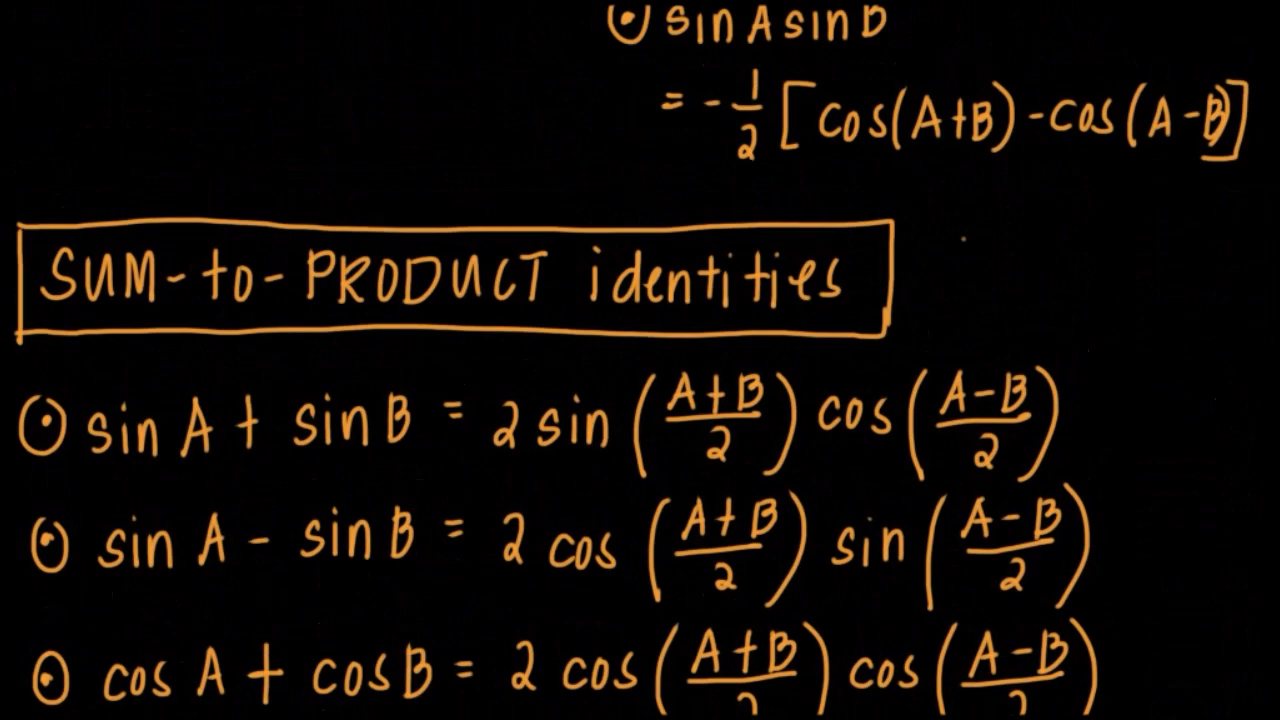 ⊙ sin A sin B
= -1/2 [cos(A+B) - cos(A-B)]
SUM-to-PRODUCT identities
⊙ sin A + sin B = 2 sin ((A+B)/2) cos ((A-B)/2)
⊙ sin A - sin B = 2 cos ((A+B)/2) sin ((A-B)/2)
⊙ cos A + cos B = 2 cos ((A+B)/2) cos ((A-B)/2)